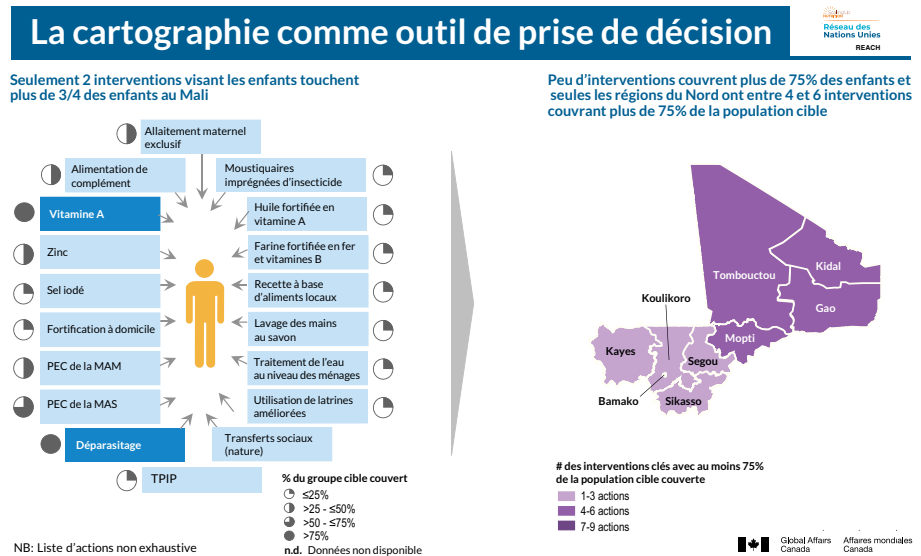 La cartographie comme outil de prise de décision
Réseau des
Nations Unies
REACH
Seulement 2 interventions visant les enfants touchent
plus de 3/4 des enfants au Mali
Peu d'interventions couvrent plus de 75% des enfants et
seules les régions du Nord ont entre 4 et 6 interventions
couvrant plus de 75% de la population cible
Allaitement maternel
exclusif
Alimentation de
complément
Vitamine A
Zinc
Sel iodé
Fortification à domicile
PEC de la MAM
PEC de la MAS
Déparasitage
TPIP
Moustiquaires
imprégnées d'insecticide
Huile fortifiée en
vitamine A
Farine fortifiée en fer
et vitamines B
Recette à base
d'aliments locaux
Lavage des mains
au savon
Traitement de l'eau
au niveau des ménages
Utilisation de latrines
améliorées
Transferts sociaux
(nature)
% du groupe cible couvert
≤25%
>25 - ≤50%
>50 - ≤75%
>75%
n.d. Données non disponible
NB: Liste d'actions non exhaustive
Tombouctou
Kidal
Gao
Koulikoro
Mopti
Kayes
Segou
Bamako
Sikasso
# des interventions clés avec au moins 75%
de la population cible couverte
1-3 actions
4-6 actions
7-9 actions
Global Affairs
Canada
Affaires mondiales
Canada